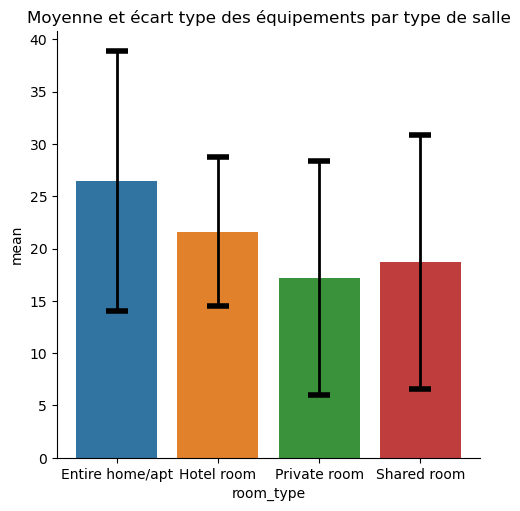 Moyenne et écart type des équipements par type de salle
40
35
30
25
20
15
10
5
0
mean
Entire home/apt Hotel room Private room Shared room
room_type